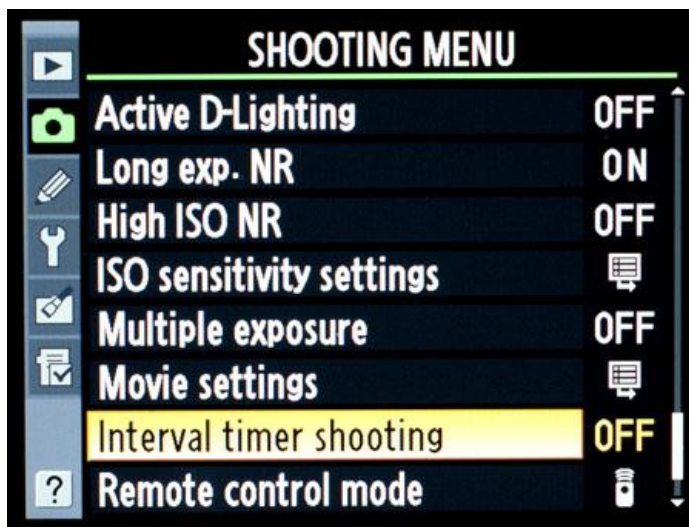 SHOOTING MENU
Active D-Lighting OFF
Long exp. NR ON
High ISO NR OFF
ISO sensitivity settings
Multiple exposure OFF
Movie settings
Interval timer shooting OFF
? Remote control mode